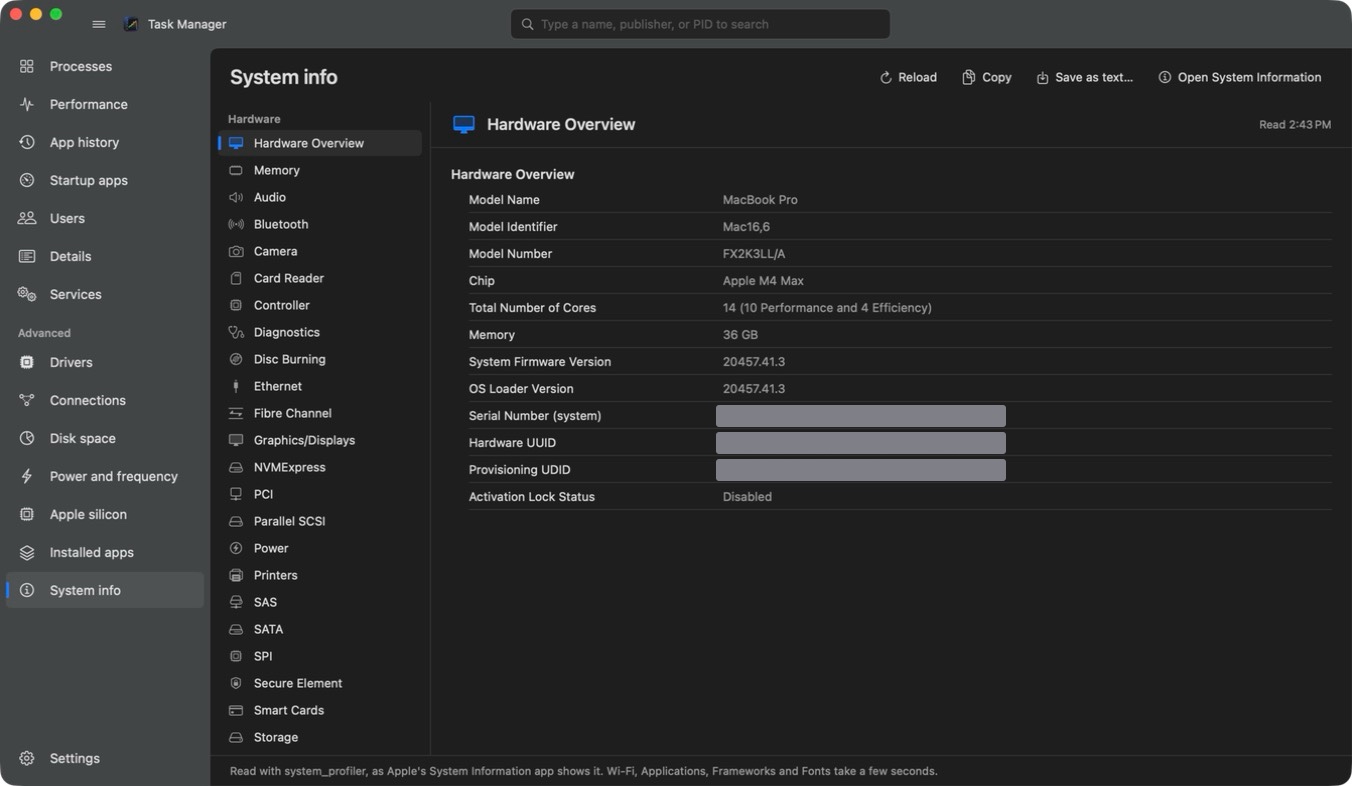 Task Manager
Type a name, publisher, or PID to search
Processes
Performance
App history
Startup apps
Users
Details
Services
Advanced
Drivers
Connections
Disk space
Power and frequency
Apple silicon
Installed apps
System info
Settings
System info
Reload
Copy
Save as text...
Open System Information
Hardware
Hardware Overview
Memory
Audio
Bluetooth
Camera
Card Reader
Controller
Diagnostics
Disc Burning
Ethernet
Fibre Channel
Graphics/Displays
NVMExpress
PCI
Parallel SCSI
Power
Printers
SAS
SATA
SPI
Secure Element
Smart Cards
Storage
Hardware Overview
Read 2:43 PM
Hardware Overview
Model Name MacBook Pro
Model Identifier Mac16,6
Model Number FX2K3LL/A
Chip Apple M4 Max
Total Number of Cores 14 (10 Performance and 4 Efficiency)
Memory 36 GB
System Firmware Version 20457.41.3
OS Loader Version 20457.41.3
Serial Number (system)
Hardware UUID
Provisioning UDID
Activation Lock Status Disabled
Read with system_profiler, as Apple's System Information app shows it. Wi-Fi, Applications, Frameworks and Fonts take a few seconds.